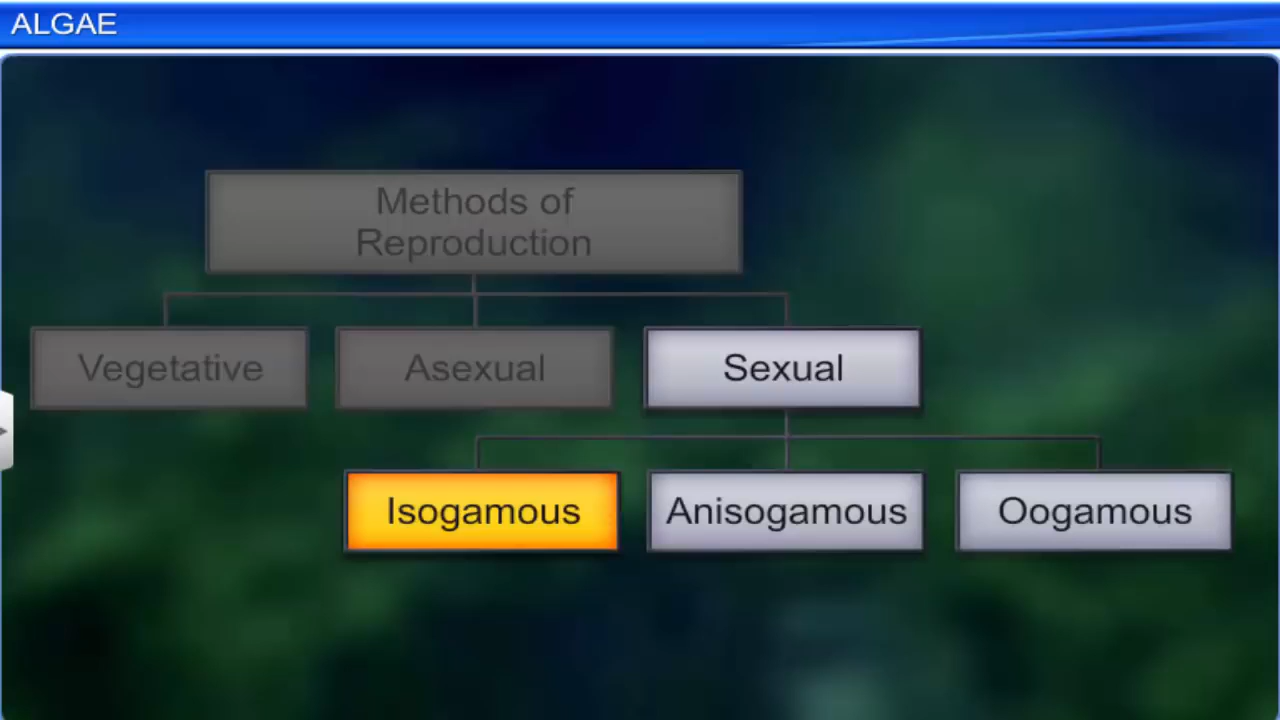 ALGAE
Methods of
Reproduction
Vegetative
Asexual
Sexual
Isogamous
Anisogamous
Oogamous